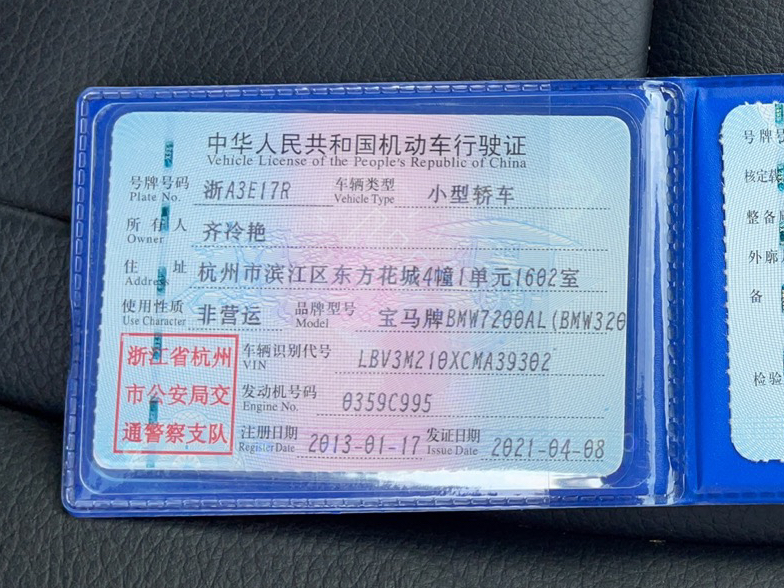 中华人民共和国机动车行驶证
Vehicle License of the People's Republic of China
号牌号码 浙A3E17R 车辆类型 小型轿车
Plate No. Vehicle Type
所有人 齐冷艳
Owner
住址 杭州市滨江区东方花城4幢1单元1602室
Address
使用性质 非营运 品牌型号 宝马牌BMW7200AL(BMW320
Use Character Model
浙江省杭州
市公安局交
通警察支队
车辆识别代号 LBV3M210XCMA39302
VIN
发动机号码 0359C995
Engine No.
注册日期 2013-01-17 发证日期 2021-04-08
Register Date Issue Date
号牌号
核定载
整备
外廓
备
检验